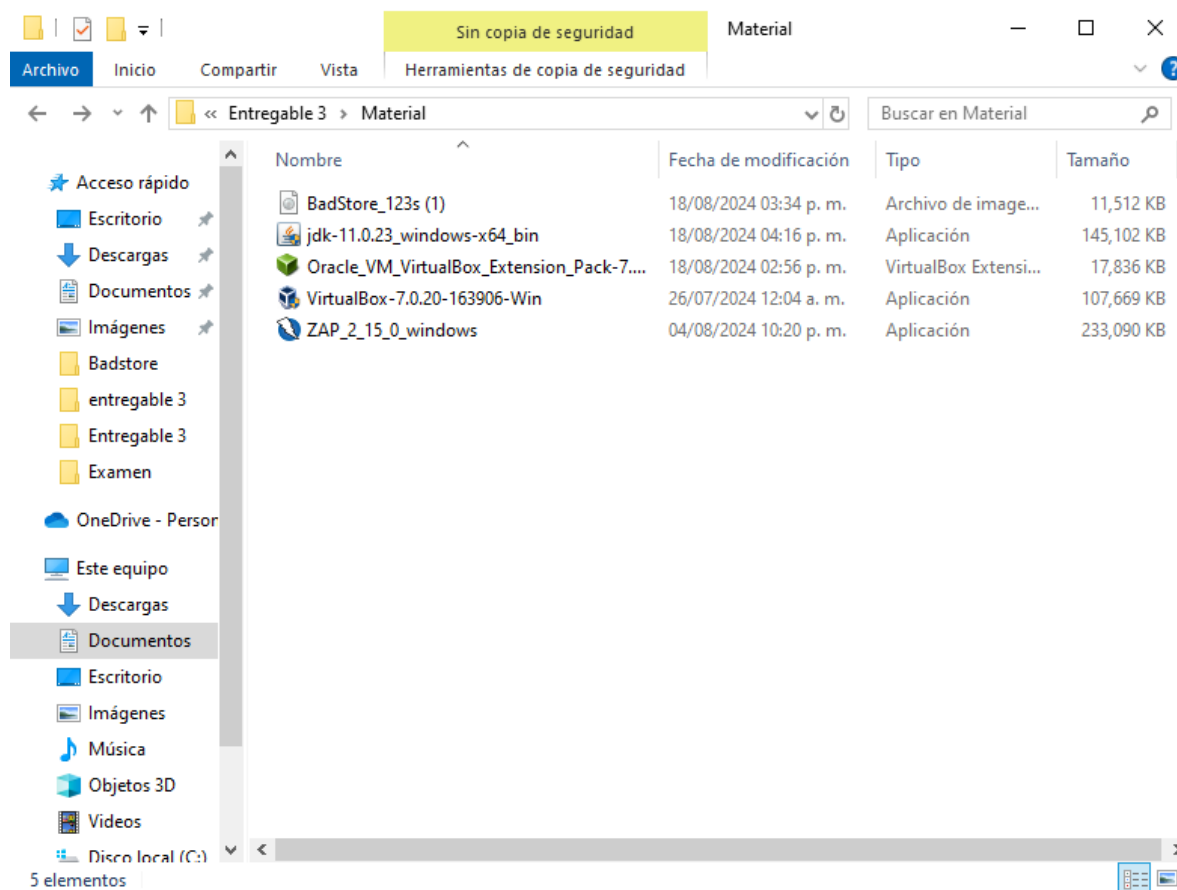 Sin copia de seguridad Material
Archivo Inicio Compartir Vista Herramientas de copia de seguridad ?
« Entregable 3 > Material Buscar en Material
Nombre Fecha de modificación Tipo Tamaño
Acceso rápido
Escritorio
Descargas
Documentos
Imágenes
Badstore
entregable 3
Entregable 3
Examen
OneDrive - Person
Este equipo
Descargas
Documentos
Escritorio
Imágenes
Música
Objetos 3D
Videos
Disco local (C:)
BadStore_123s (1) 18/08/2024 03:34 p. m. Archivo de image... 11,512 KB
jdk-11.0.23_windows-x64_bin 18/08/2024 04:16 p. m. Aplicación 145,102 KB
Oracle_VM_VirtualBox_Extension_Pack-7.... 18/08/2024 02:56 p. m. VirtualBox Extensi... 17,836 KB
VirtualBox-7.0.20-163906-Win 26/07/2024 12:04 a. m. Aplicación 107,669 KB
ZAP_2_15_0_windows 04/08/2024 10:20 p. m. Aplicación 233,090 KB
5 elementos